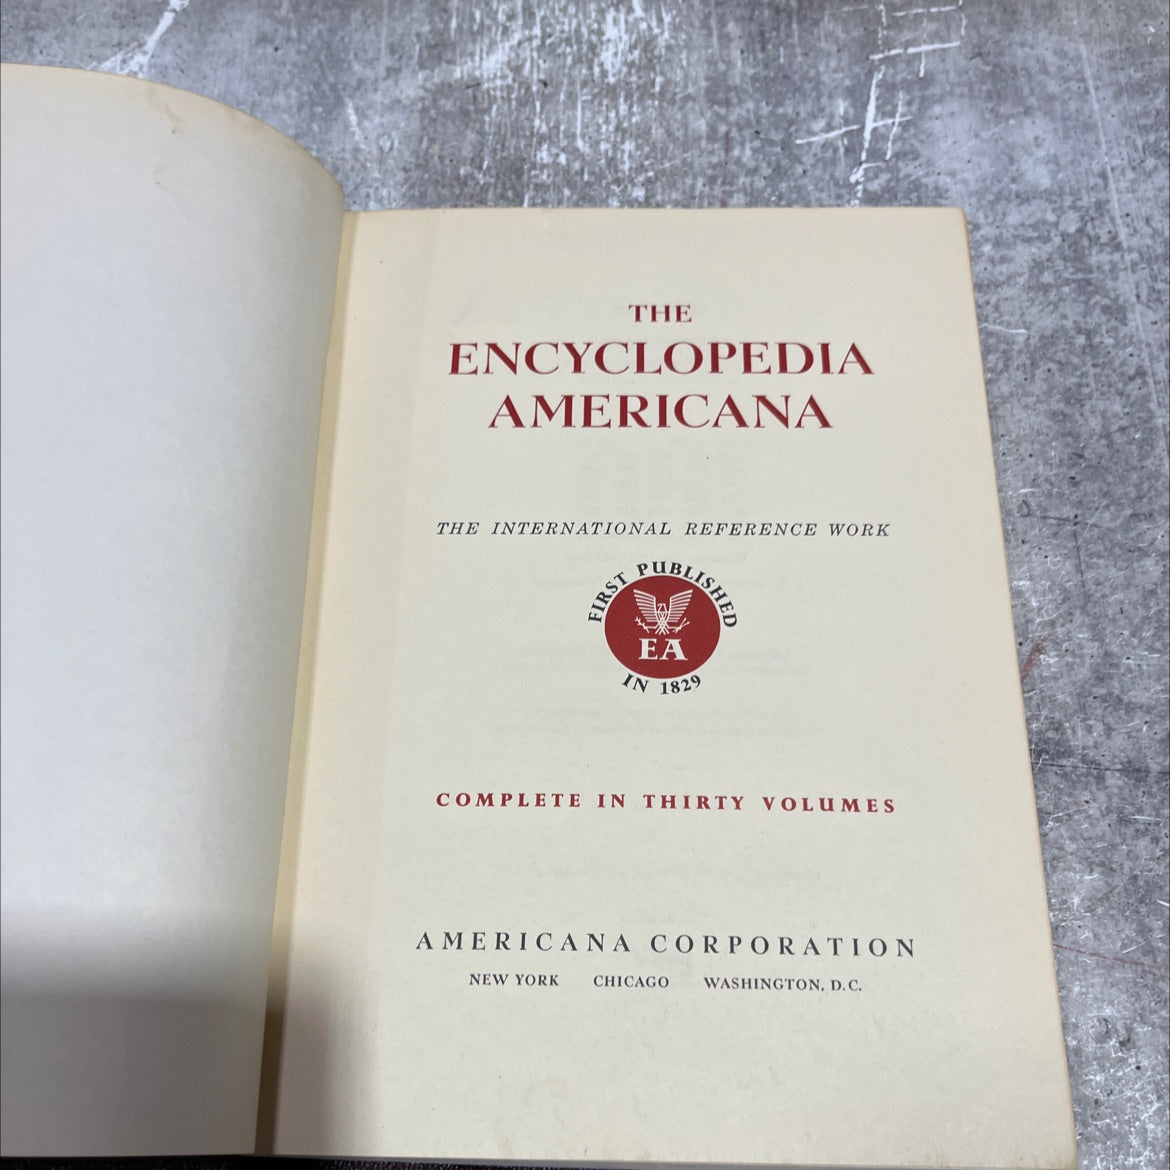 THE
ENCYCLOPEDIA
AMERICANA
THE INTERNATIONAL REFERENCE WORK
FIRST PUBLISHED
EA
IN 1829
COMPLETE IN THIRTY VOLUMES
AMERICANA CORPORATION
NEW YORK CHICAGO WASHINGTON, D.C.